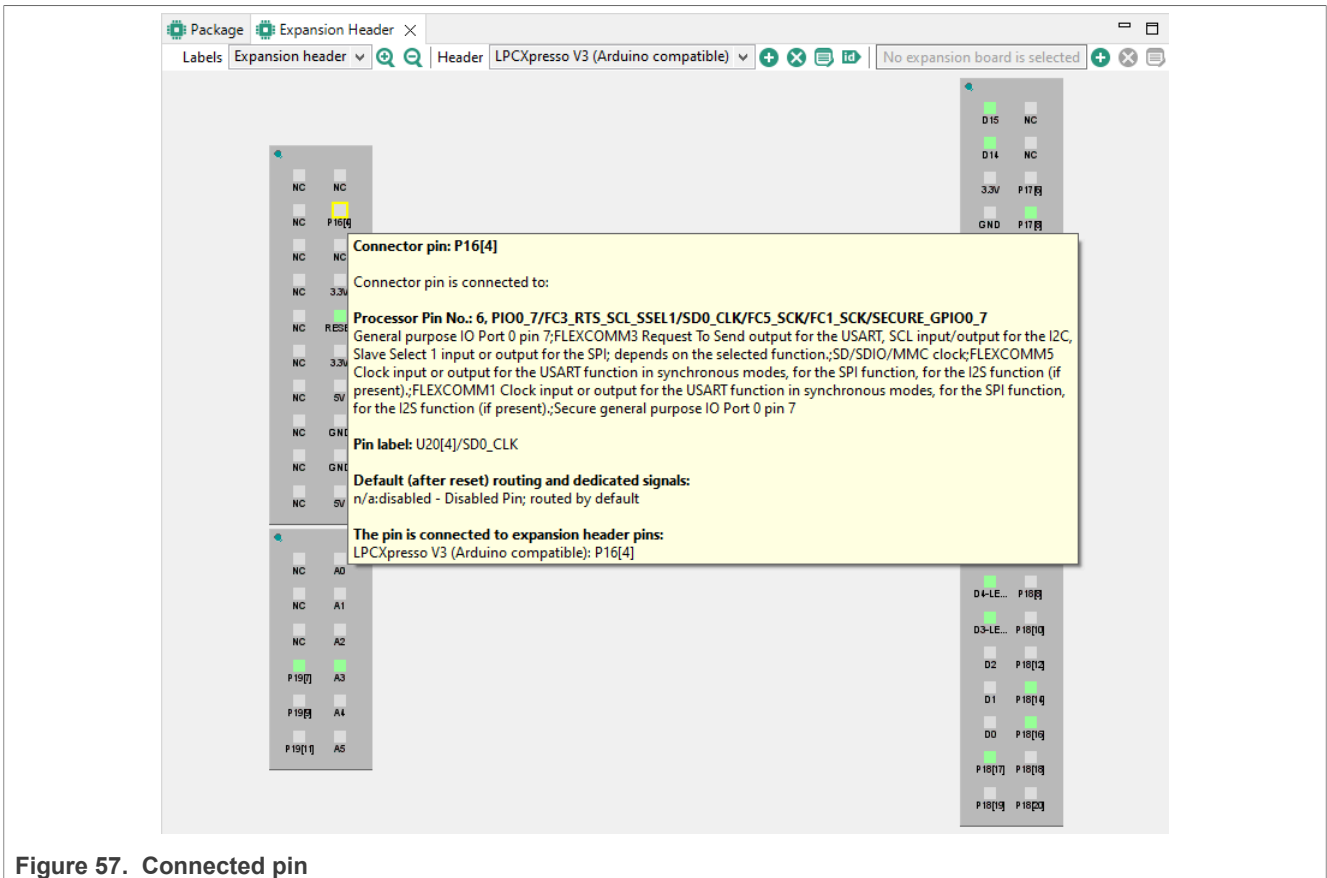 Package Expansion Header
Labels Expansion header Header LPCXpresso V3 (Arduino compatible) id No expansion board is selected
D15 NC
D14 NC
3.3V P17[6]
GND P17[8]
NC NC
NC P16[4]
NC NC
NC 3.3V
NC
NC 3.3V
NC 5V
NC GND
NC GND
NC 5V
Connector pin: P16[4]
Connector pin is connected to:
Processor Pin No.: 6, PIO0_7/FC3_RTS_SCL_SSEL1/SD0_CLK/FC5_SCK/FC1_SCK/SECURE_GPIO0_7
General purpose IO Port 0 pin 7;FLEXCOMM3 Request To Send output for the USART, SCL input/output for the I2C,
Slave Select 1 input or output for the SPI; depends on the selected function.;SD/SDIO/MMC clock;FLEXCOMM5
Clock input or output for the USART function in synchronous modes, for the SPI function, for the I2S function (if
present).;FLEXCOMM1 Clock input or output for the USART function in synchronous modes, for the SPI function,
for the I2S function (if present).;Secure general purpose IO Port 0 pin 7
Pin label: U20[4]/SD0_CLK
Default (after reset) routing and dedicated signals:
n/a:disabled - Disabled Pin; routed by default
The pin is connected to expansion header pins:
LPCXpresso V3 (Arduino compatible): P16[4]
NC A0
NC A1
NC A2
P19[7] A3
P19[9] A4
P19[11] A5
D4-LE... P18[8]
D3-LE... P18[10]
D2 P18[12]
D1 P18[14]
D0 P18[16]
P18[17] P18[18]
P18[19] P18[20]
Figure 57. Connected pin